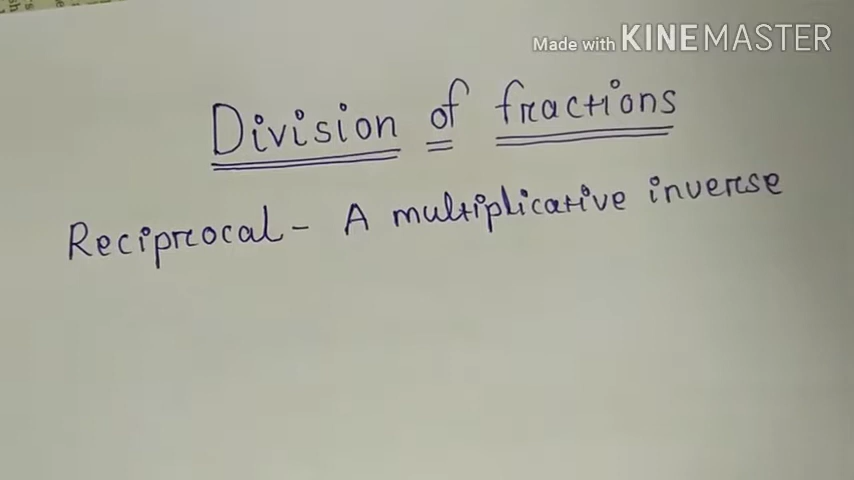 Made with KINEMASTER
Division of fractions
Reciprocal - A multiplicative inverse